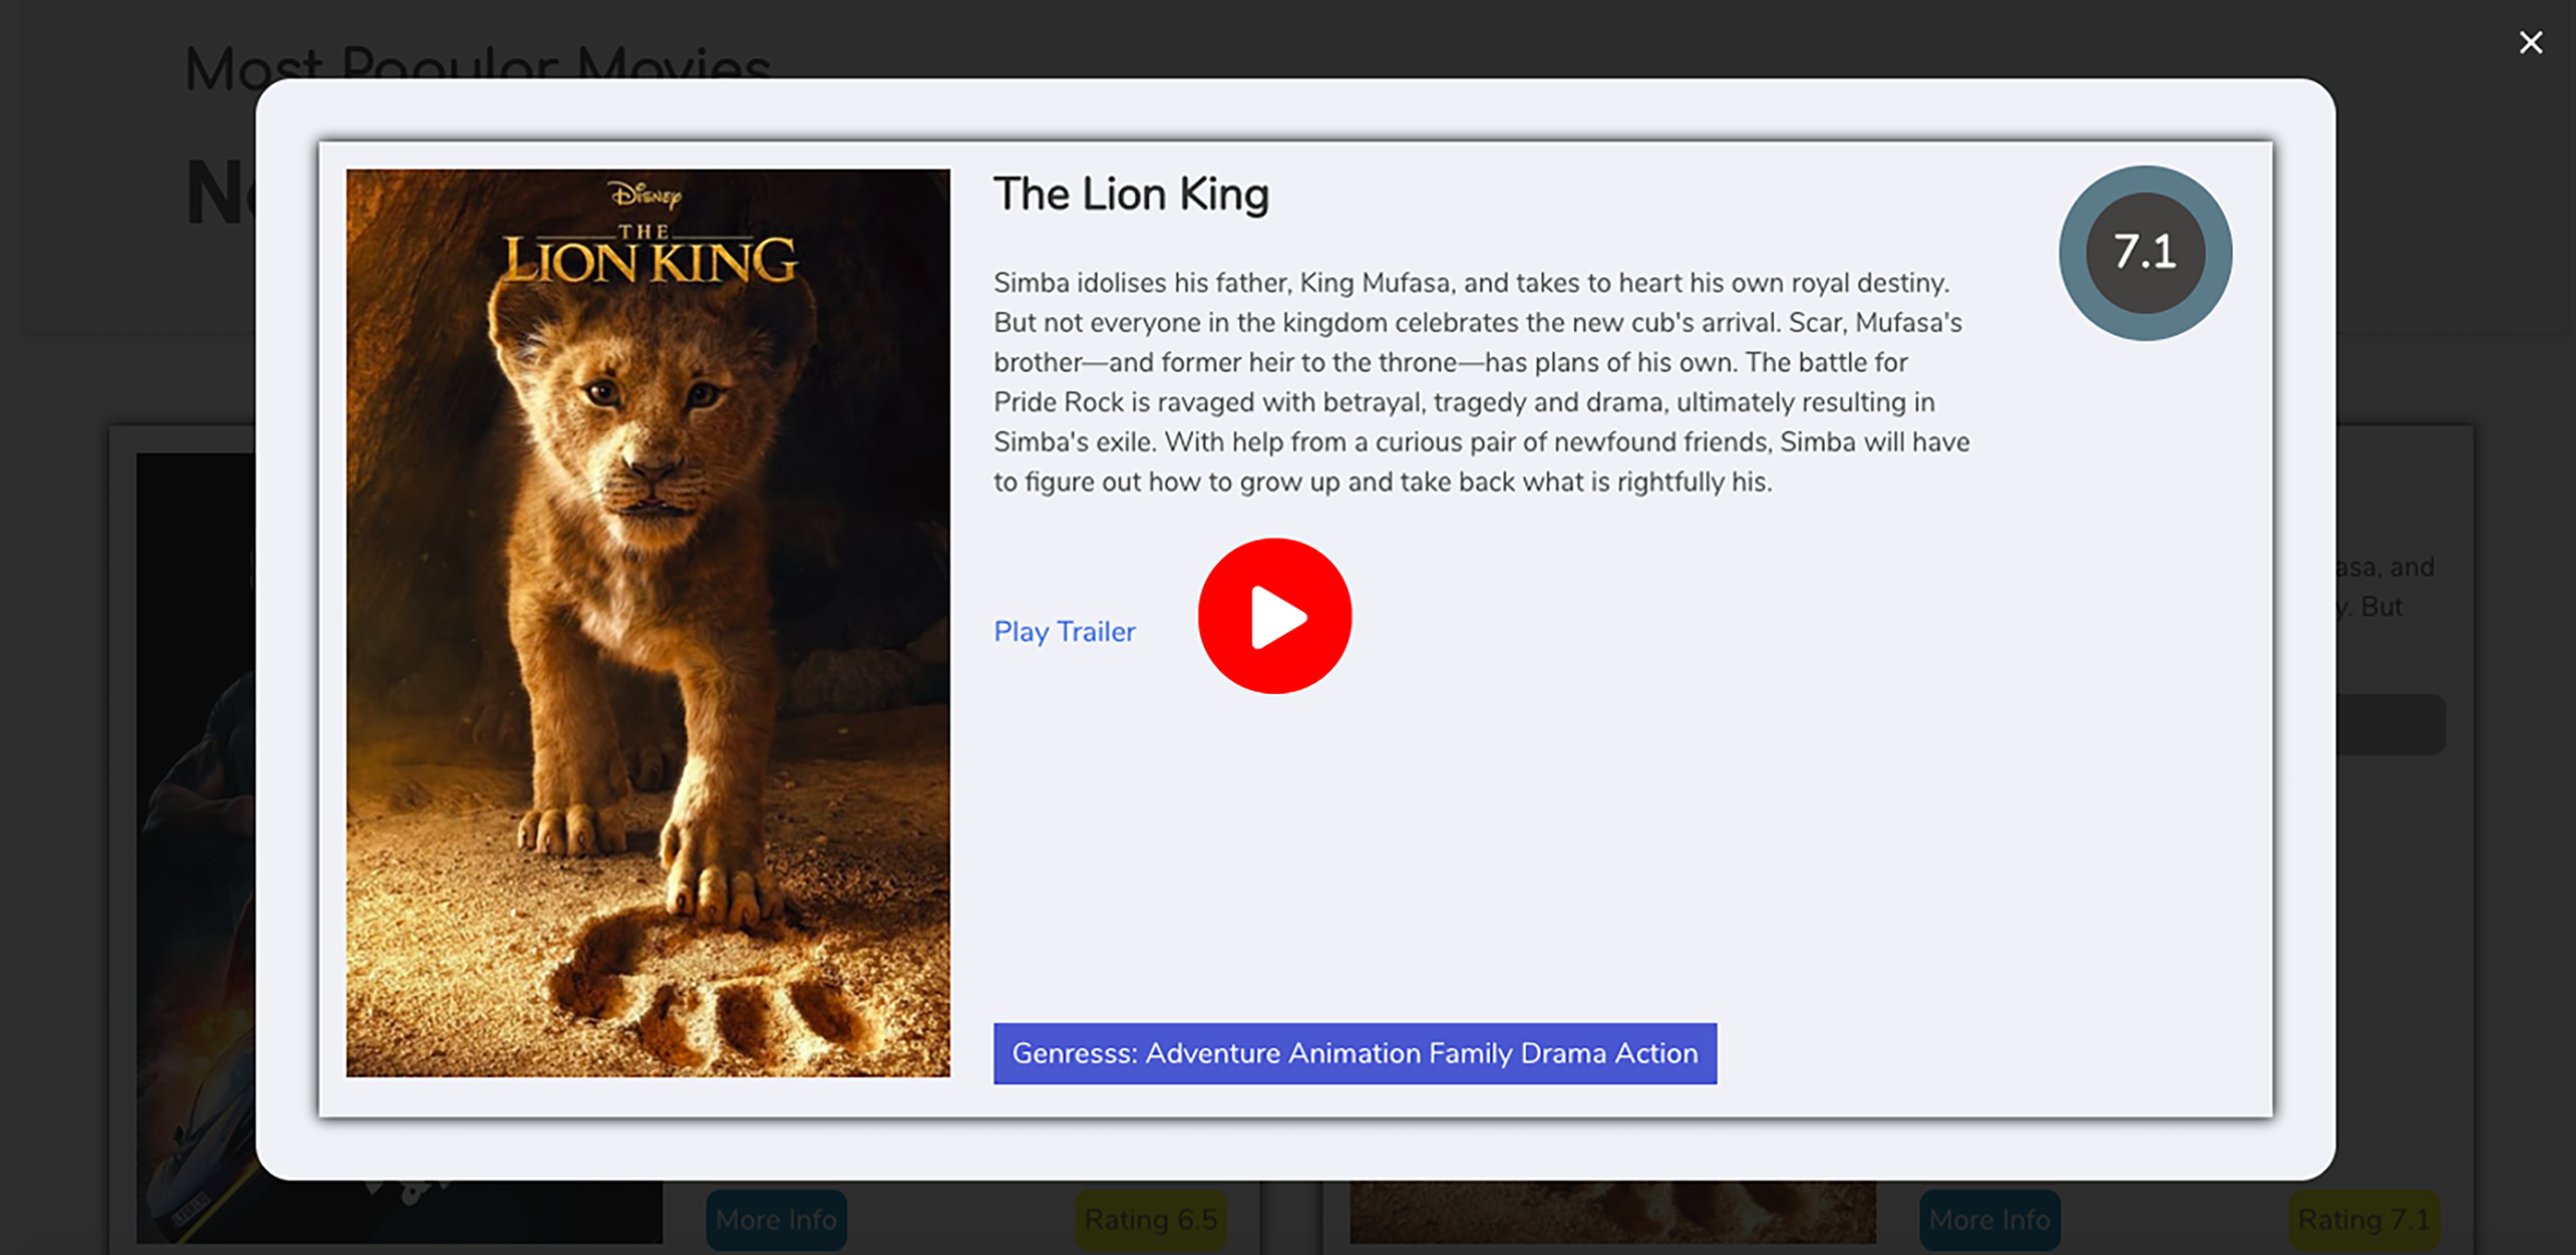 Most Popular Movies
The Lion King
7.1
Disney
THE
LION KING
Simba idolises his father, King Mufasa, and takes to heart his own royal destiny.
But not everyone in the kingdom celebrates the new cub's arrival. Scar, Mufasa's
brother—and former heir to the throne—has plans of his own. The battle for
Pride Rock is ravaged with betrayal, tragedy and drama, ultimately resulting in
Simba's exile. With help from a curious pair of newfound friends, Simba will have
to figure out how to grow up and take back what is rightfully his.
and
But
Play Trailer
Genresss: Adventure Animation Family Drama Action
More Info
Rating 6.5
More Info
Rating 7.1